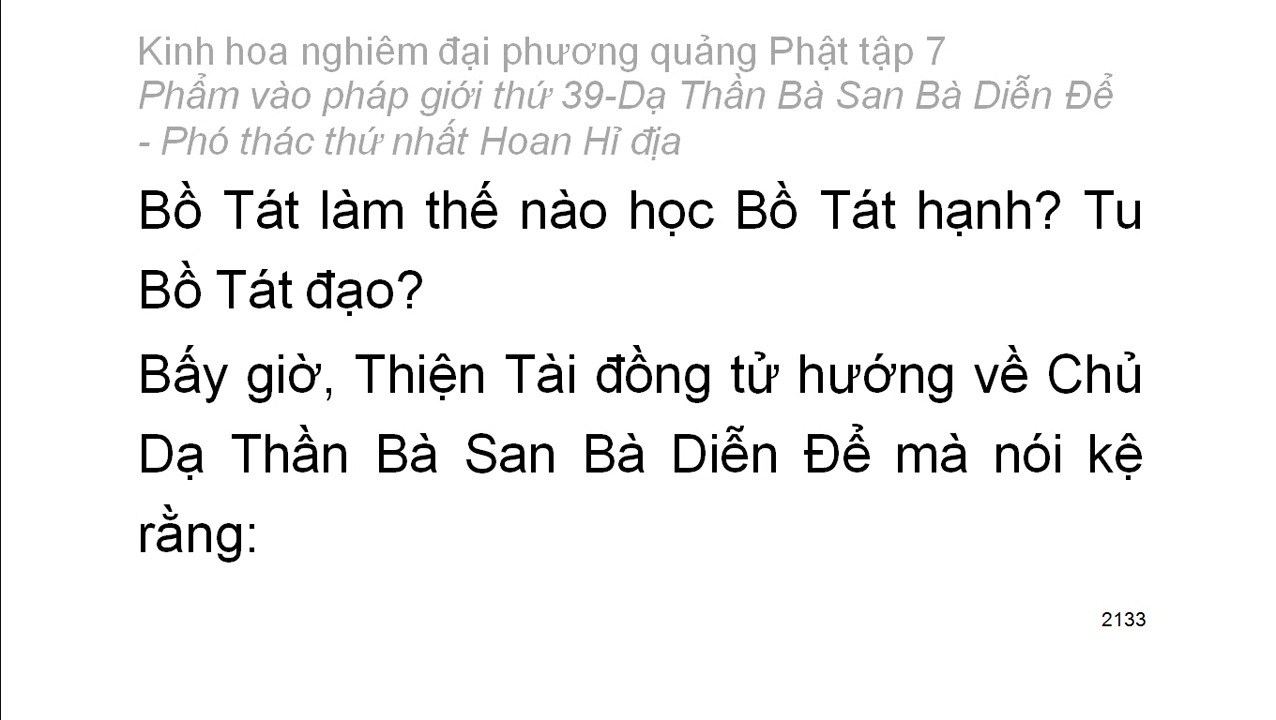 Kinh hoa nghiêm đại phương quảng Phật tập 7
Phẩm vào pháp giới thứ 39-Dạ Thần Bà San Bà Diễn Để
- Phó thác thứ nhất Hoan Hỉ địa
Bồ Tát làm thế nào học Bồ Tát hạnh? Tu
Bồ Tát đạo?
Bấy giờ, Thiện Tài đồng tử hướng về Chủ
Dạ Thần Bà San Bà Diễn Để mà nói kệ
rằng:
2133